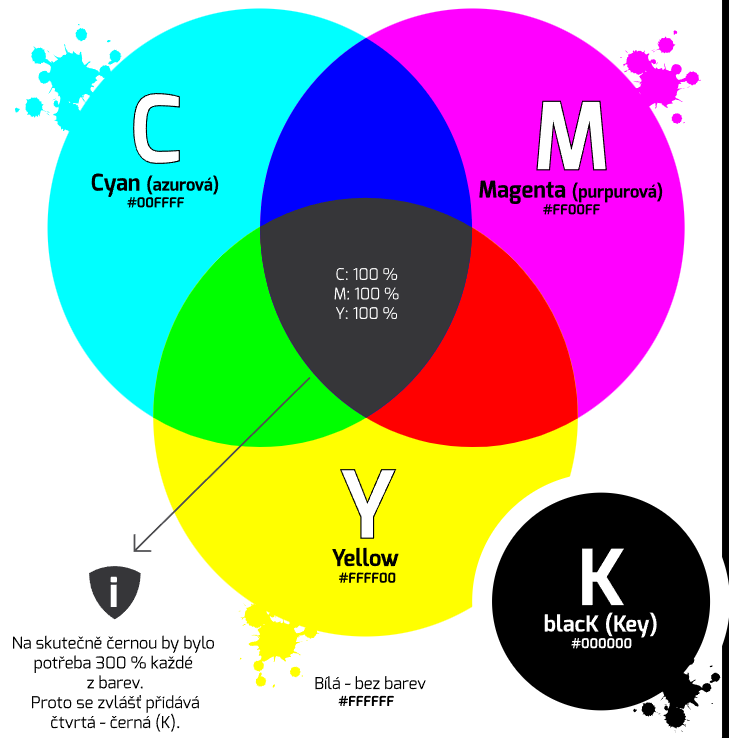 C
Cyan (azurová)
#00FFFF
M
Magenta (purpurová)
#FF00FF
C: 100 %
M: 100 %
Y: 100 %
Y
Yellow
#FFFF00
K
blacK (Key)
#000000
i
Na skutečně černou by bylo
potřeba 300 % každé
z barev.
Proto se zvlášť přidává
čtvrtá - černá (K).
Bílá - bez barev
#FFFFFF